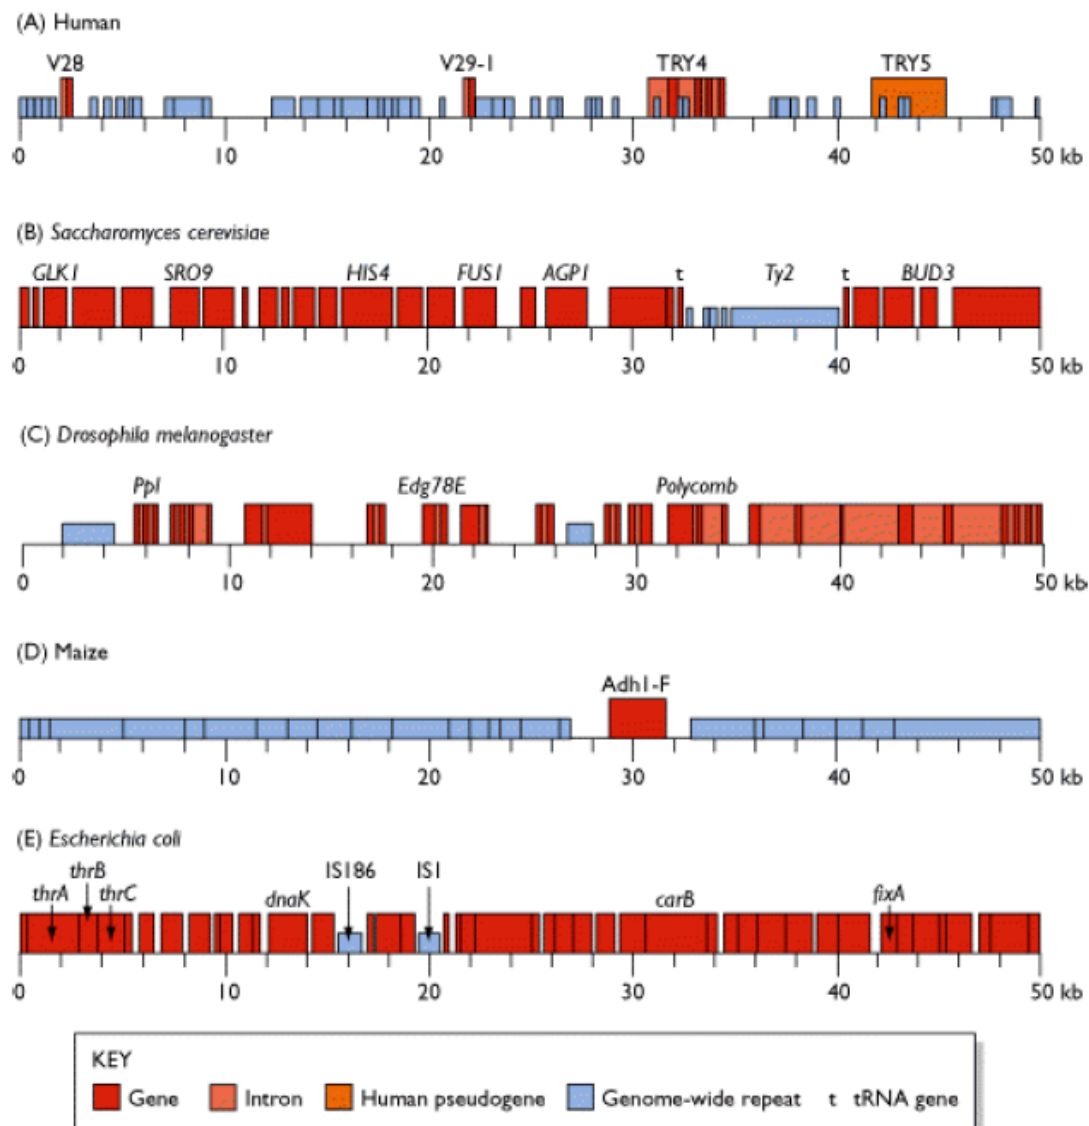 (A) Human
V28 V29-1 TRY4 TRY5
0 10 20 30 40 50 kb
(B) Saccharomyces cerevisiae
GLK1 SRO9 HIS4 FUS1 AGP1 t Ty2 t BUD3
0 10 20 30 40 50 kb
(C) Drosophila melanogaster
Ppl Edg78E Polycomb
0 10 20 30 40 50 kb
(D) Maize
Adh1-F
0 10 20 30 40 50 kb
(E) Escherichia coli
thrB IS186 IS1
thrA thrC dnaK carB fixA
0 10 20 30 40 50 kb
KEY
Gene Intron Human pseudogene Genome-wide repeat t tRNA gene